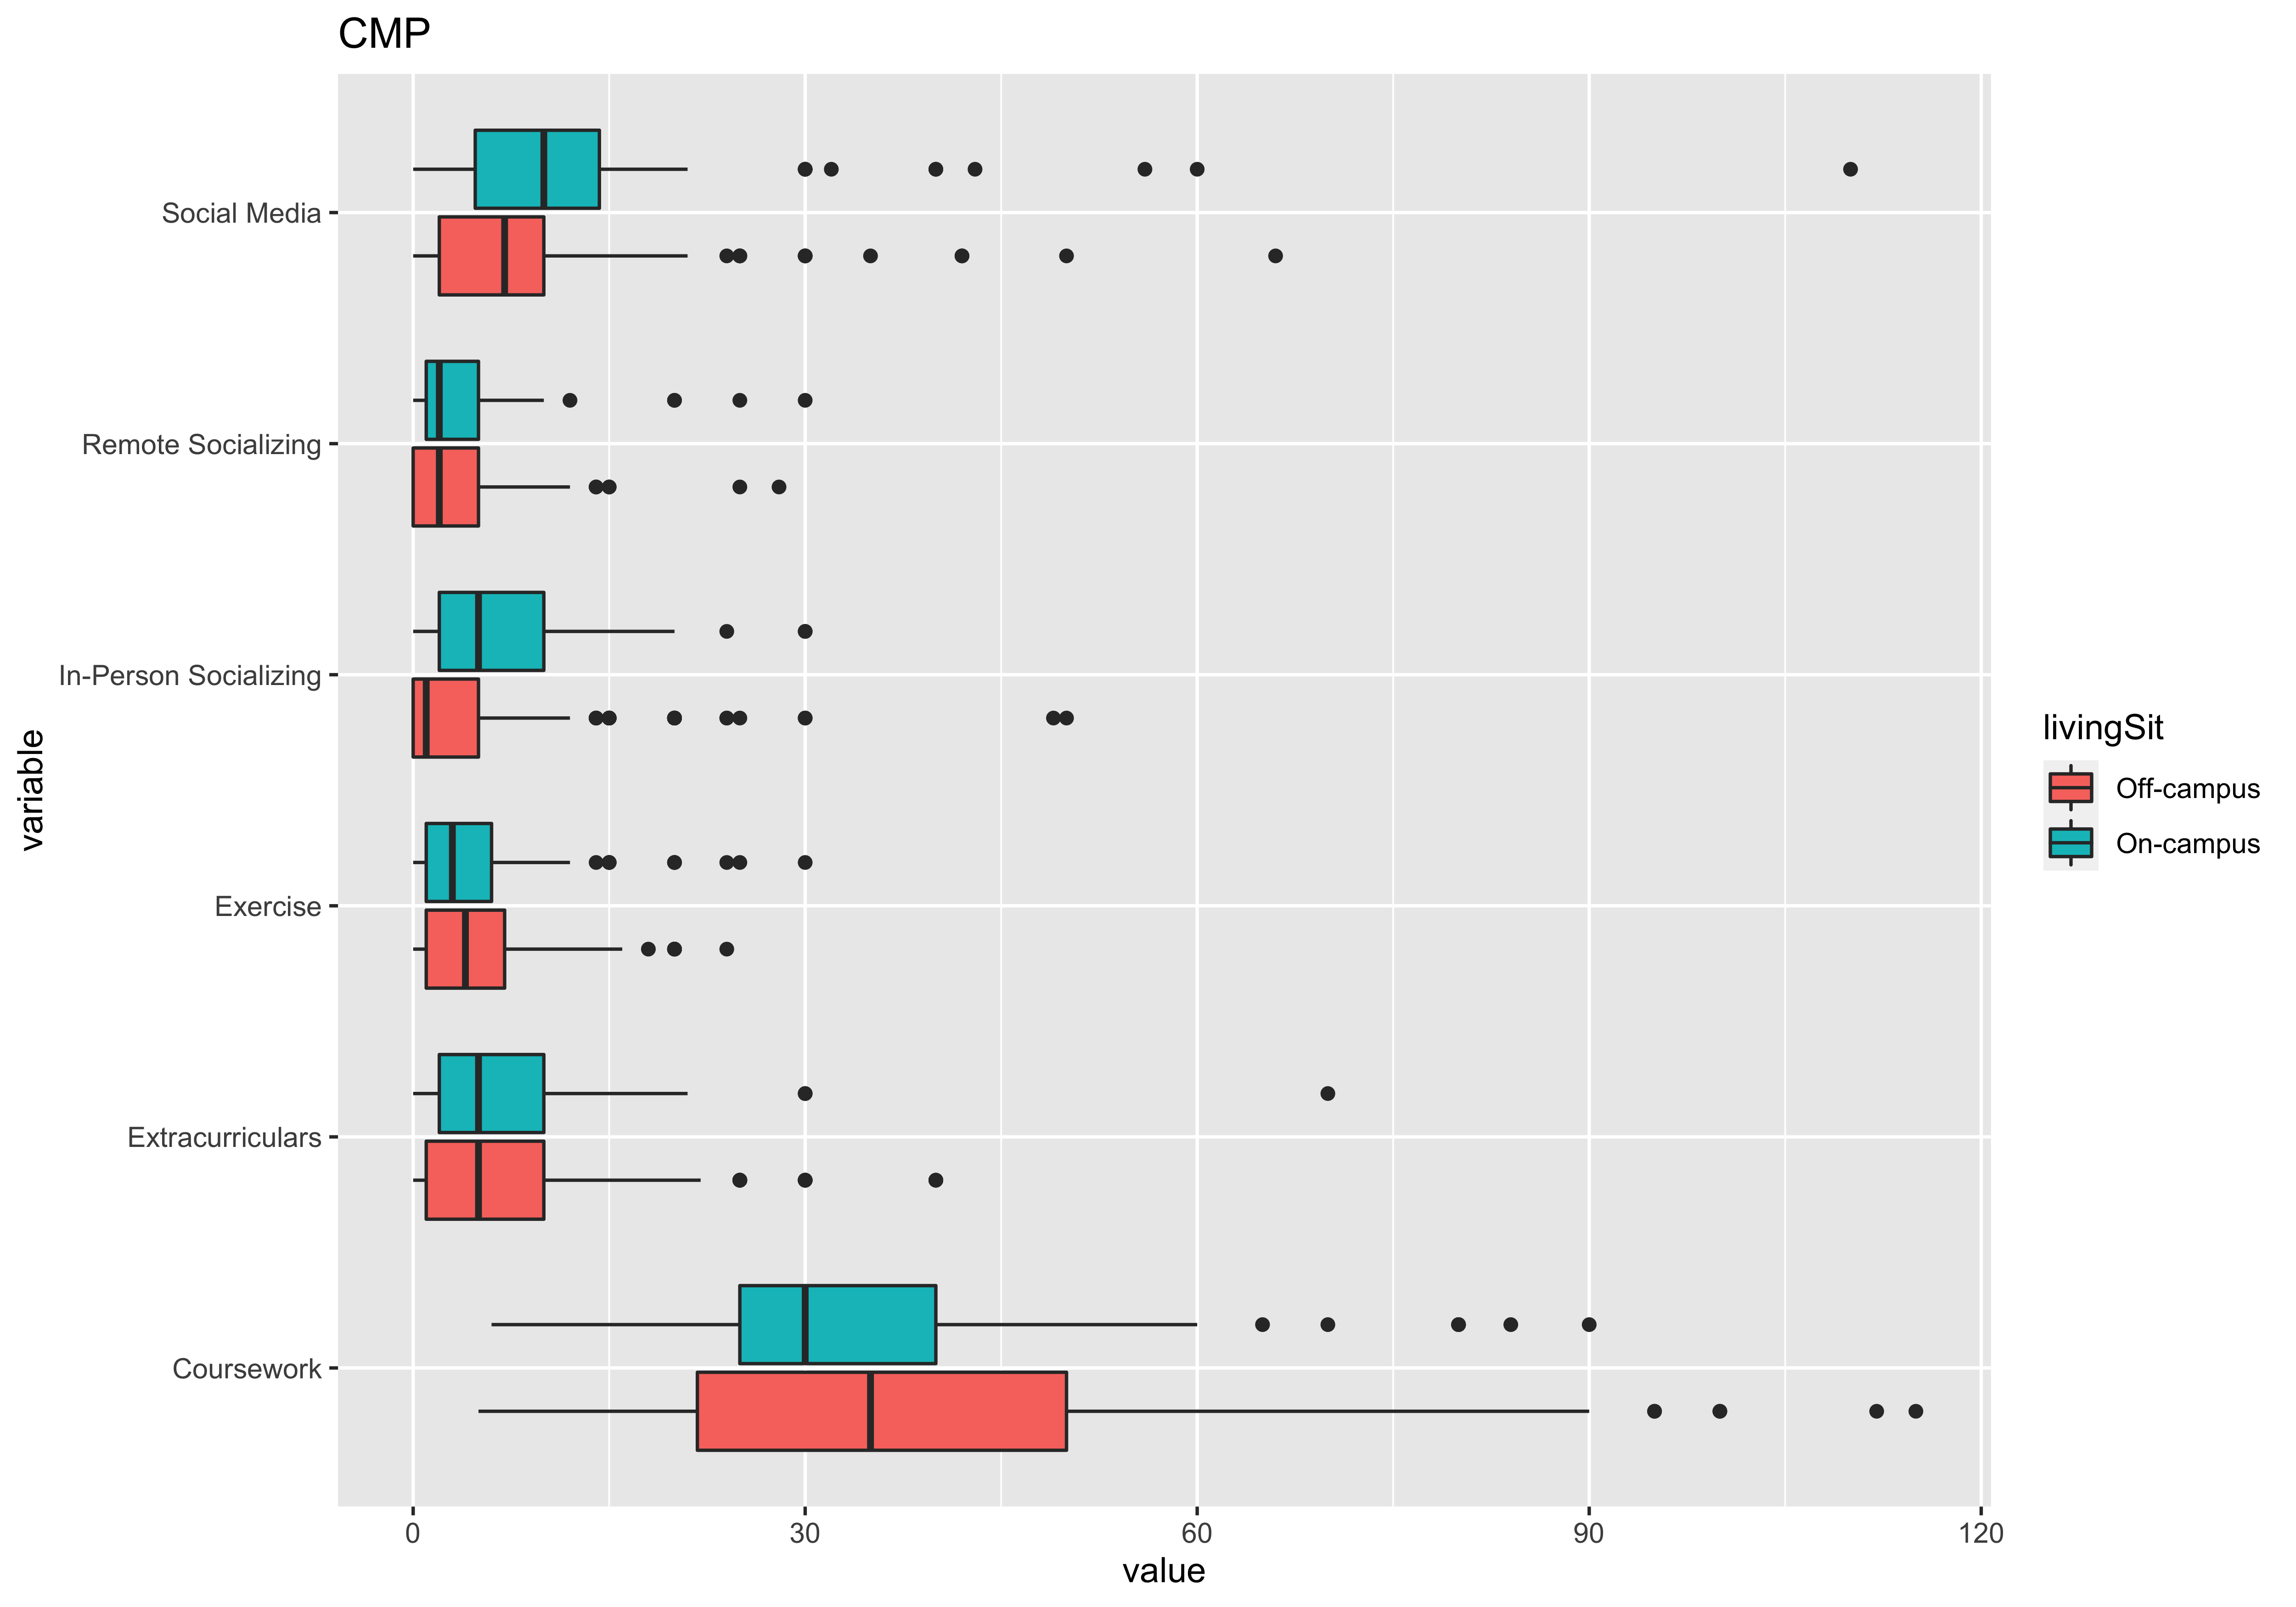 CMP
variable
Social Media
Remote Socializing
In-Person Socializing
Exercise
Extracurriculars
Coursework
0 30 60 90 120
value
livingSit
Off-campus
On-campus